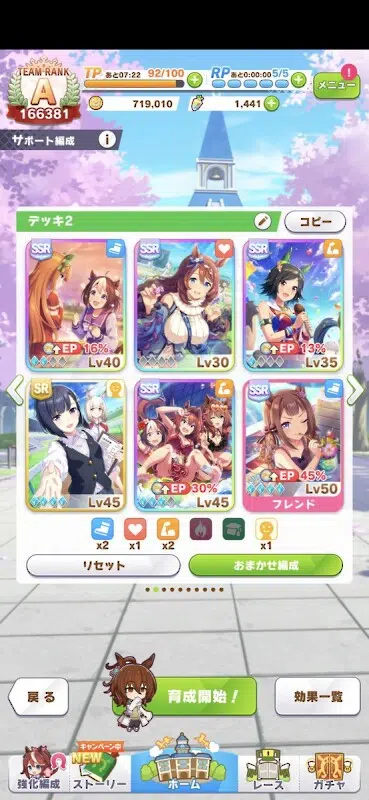 TEAM RANK
A
166381
TP あと07:22 92/100
RP あと0:00:00 5/5
メニュー
719,010
1,441
サポート編成
i
デッキ2
コピー
SSR
EP 16%
Lv40
SSR
Lv30
SSR
EP 13%
Lv35
SR
Lv45
SSR
EP 30%
Lv45
SSR
EP 45%
Lv50
フレンド
x2
x1
x2
x1
リセット
おまかせ編成
戻る
育成開始！
効果一覧
強化編成
キャンペーン中
NEW
ストーリー
ホーム
レース
ガチャ